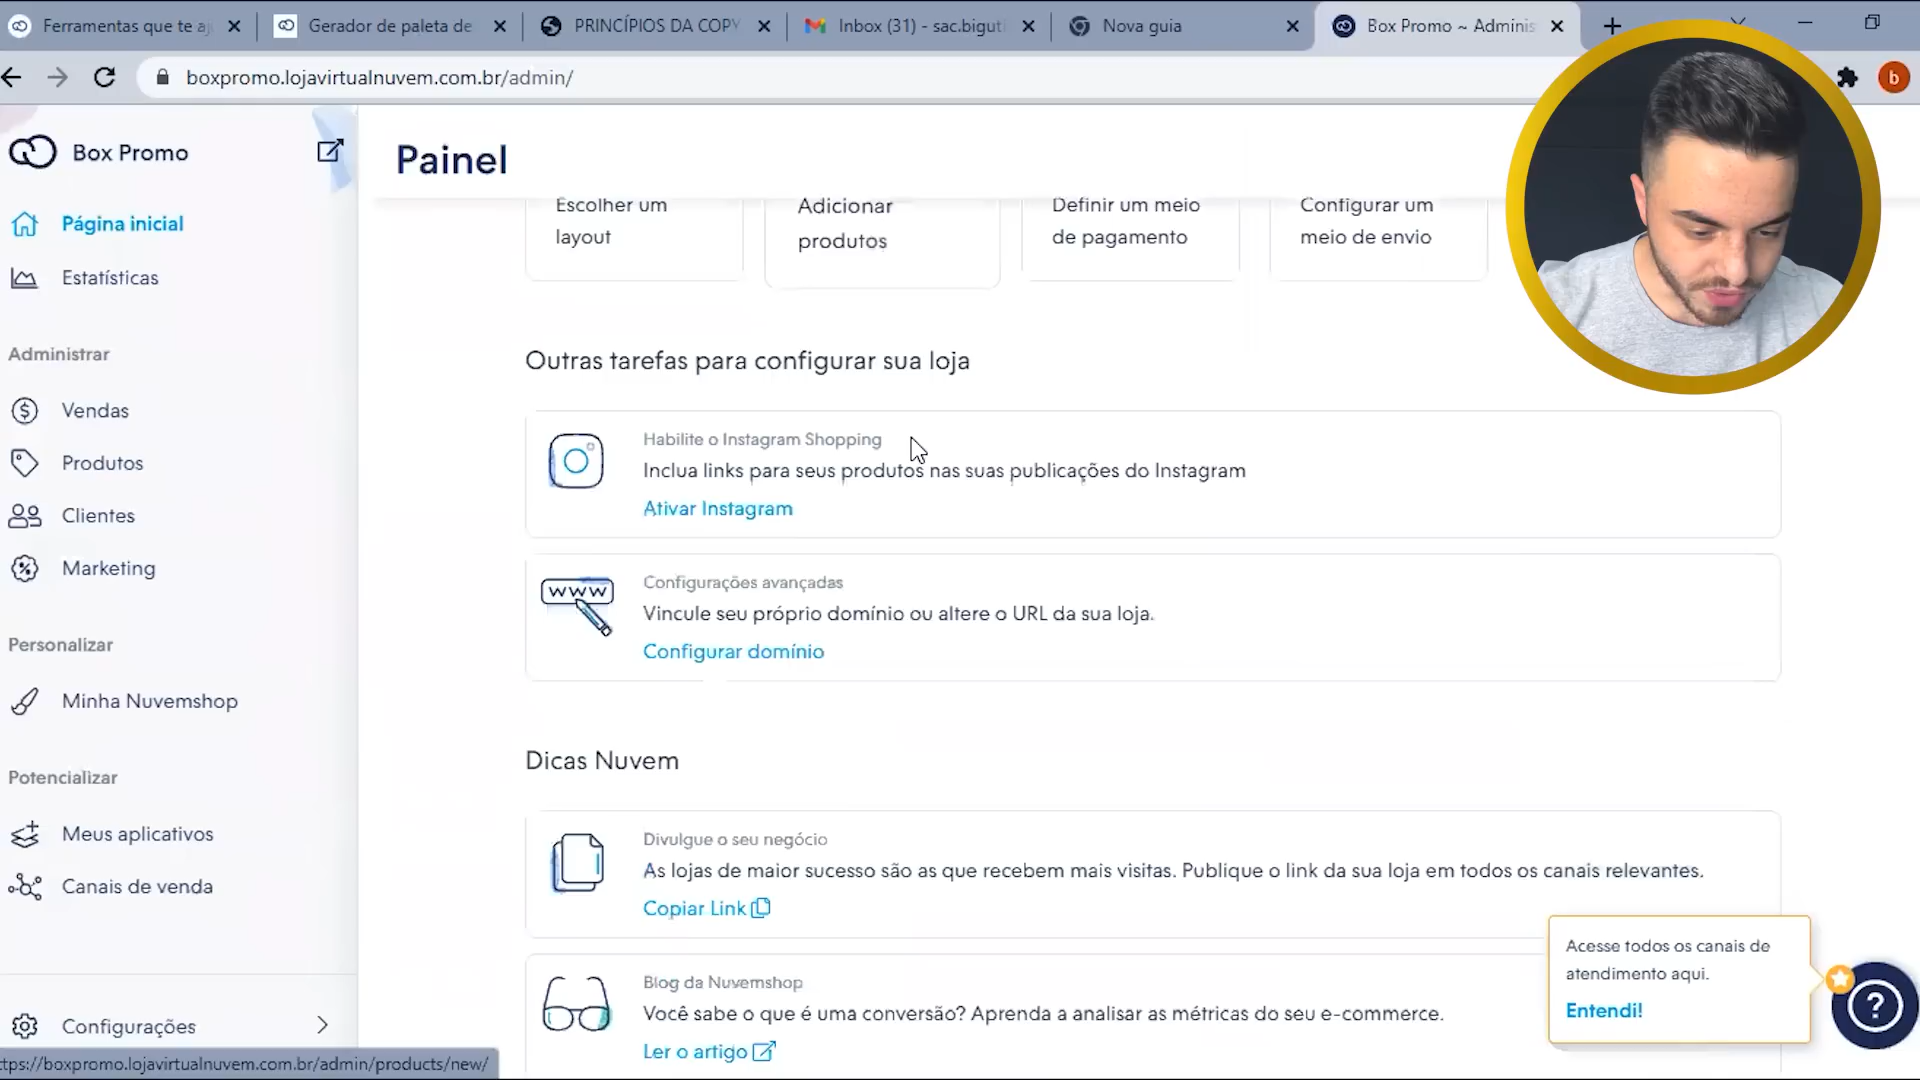 Ferramentas que te aj
Gerador de paleta de
PRINCÍPIOS DA COPY
Inbox (31) - sac.biguti
Nova guia
Box Promo ~ Adminis
boxpromo.lojavirtualnuvem.com.br/admin/
b
Box Promo
Painel
Página inicial
Estatísticas
Administrar
Vendas
Produtos
Clientes
Marketing
Personalizar
Minha Nuvemshop
Potencializar
Meus aplicativos
Canais de venda
Configurações
Escolher um
layout
Adicionar
produtos
Definir um meio
de pagamento
Configurar um
meio de envio
Outras tarefas para configurar sua loja
Habilite o Instagram Shopping
Inclua links para seus produtos nas suas publicações do Instagram
Ativar Instagram
www
Configurações avançadas
Vincule seu próprio domínio ou altere o URL da sua loja.
Configurar domínio
Dicas Nuvem
Divulgue o seu negócio
As lojas de maior sucesso são as que recebem mais visitas. Publique o link da sua loja em todos os canais relevantes.
Copiar Link
Blog da Nuvemshop
Você sabe o que é uma conversão? Aprenda a analisar as métricas do seu e-commerce.
Ler o artigo
Acesse todos os canais de
atendimento aqui.
Entendi!
?
tps://boxpromo.lojavirtualnuvem.com.br/admin/products/new/